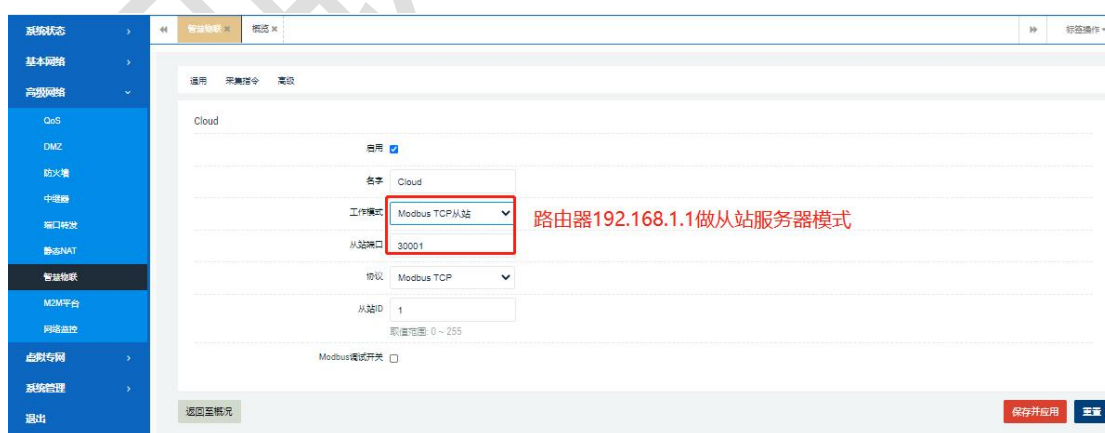 系统状态
智慧物联
概览
标签操作
基本网络
高级网络
通用 采集指令 高级
QoS
Cloud
DMZ
启用
防火墙
名字 Cloud
中继器
工作模式 Modbus TCP从站
路由器192.168.1.1做从站服务器模式
端口转发
从站端口 30001
静态NAT
智慧物联
协议 Modbus TCP
M2M平台
从站ID 1
网络监控
取值范围: 0 ~ 255
虚拟专网
Modbus调试开关
系统管理
返回至概况
保存并应用
重置
退出